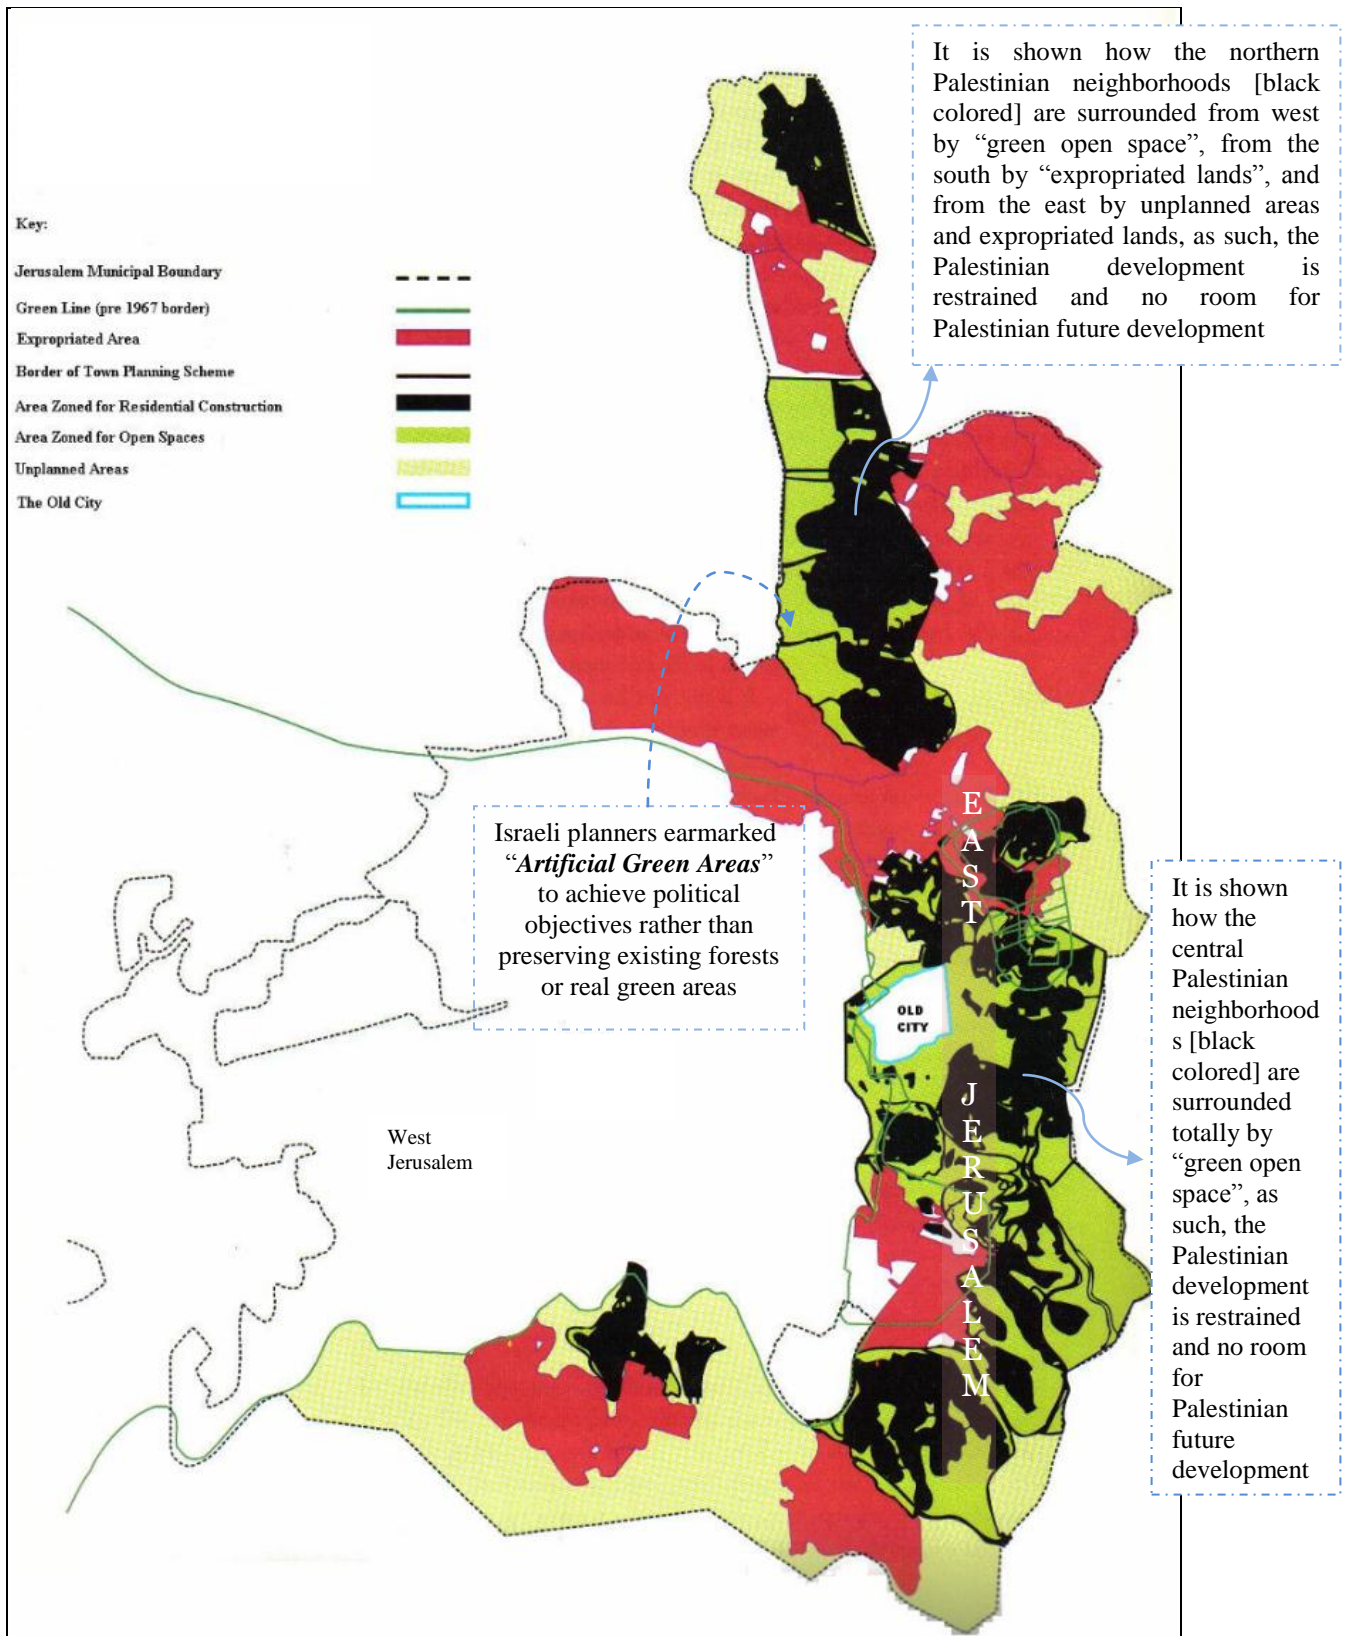 It is shown how the northern
Palestinian neighborhoods [black
colored] are surrounded from west
by “green open space”, from the
south by “expropriated lands”, and
from the east by unplanned areas
and expropriated lands, as such, the
Palestinian development is
restrained and no room for
Palestinian future development
Key:
Jerusalem Municipal Boundary
Green Line (pre 1967 border)
Expropriated Area
Border of Town Planning Scheme
Area Zoned for Residential Construction
Area Zoned for Open Spaces
Unplanned Areas
The Old City
Israeli planners earmarked
“Artificial Green Areas”
to achieve political
objectives rather than
preserving existing forests
or real green areas
EAST JERUSALEM
OLD
CITY
West
Jerusalem
It is shown
how the
central
Palestinian
neighborhood
s [black
colored] are
surrounded
totally by
“green open
space”, as
such, the
Palestinian
development
is restrained
and no room
for
Palestinian
future
development